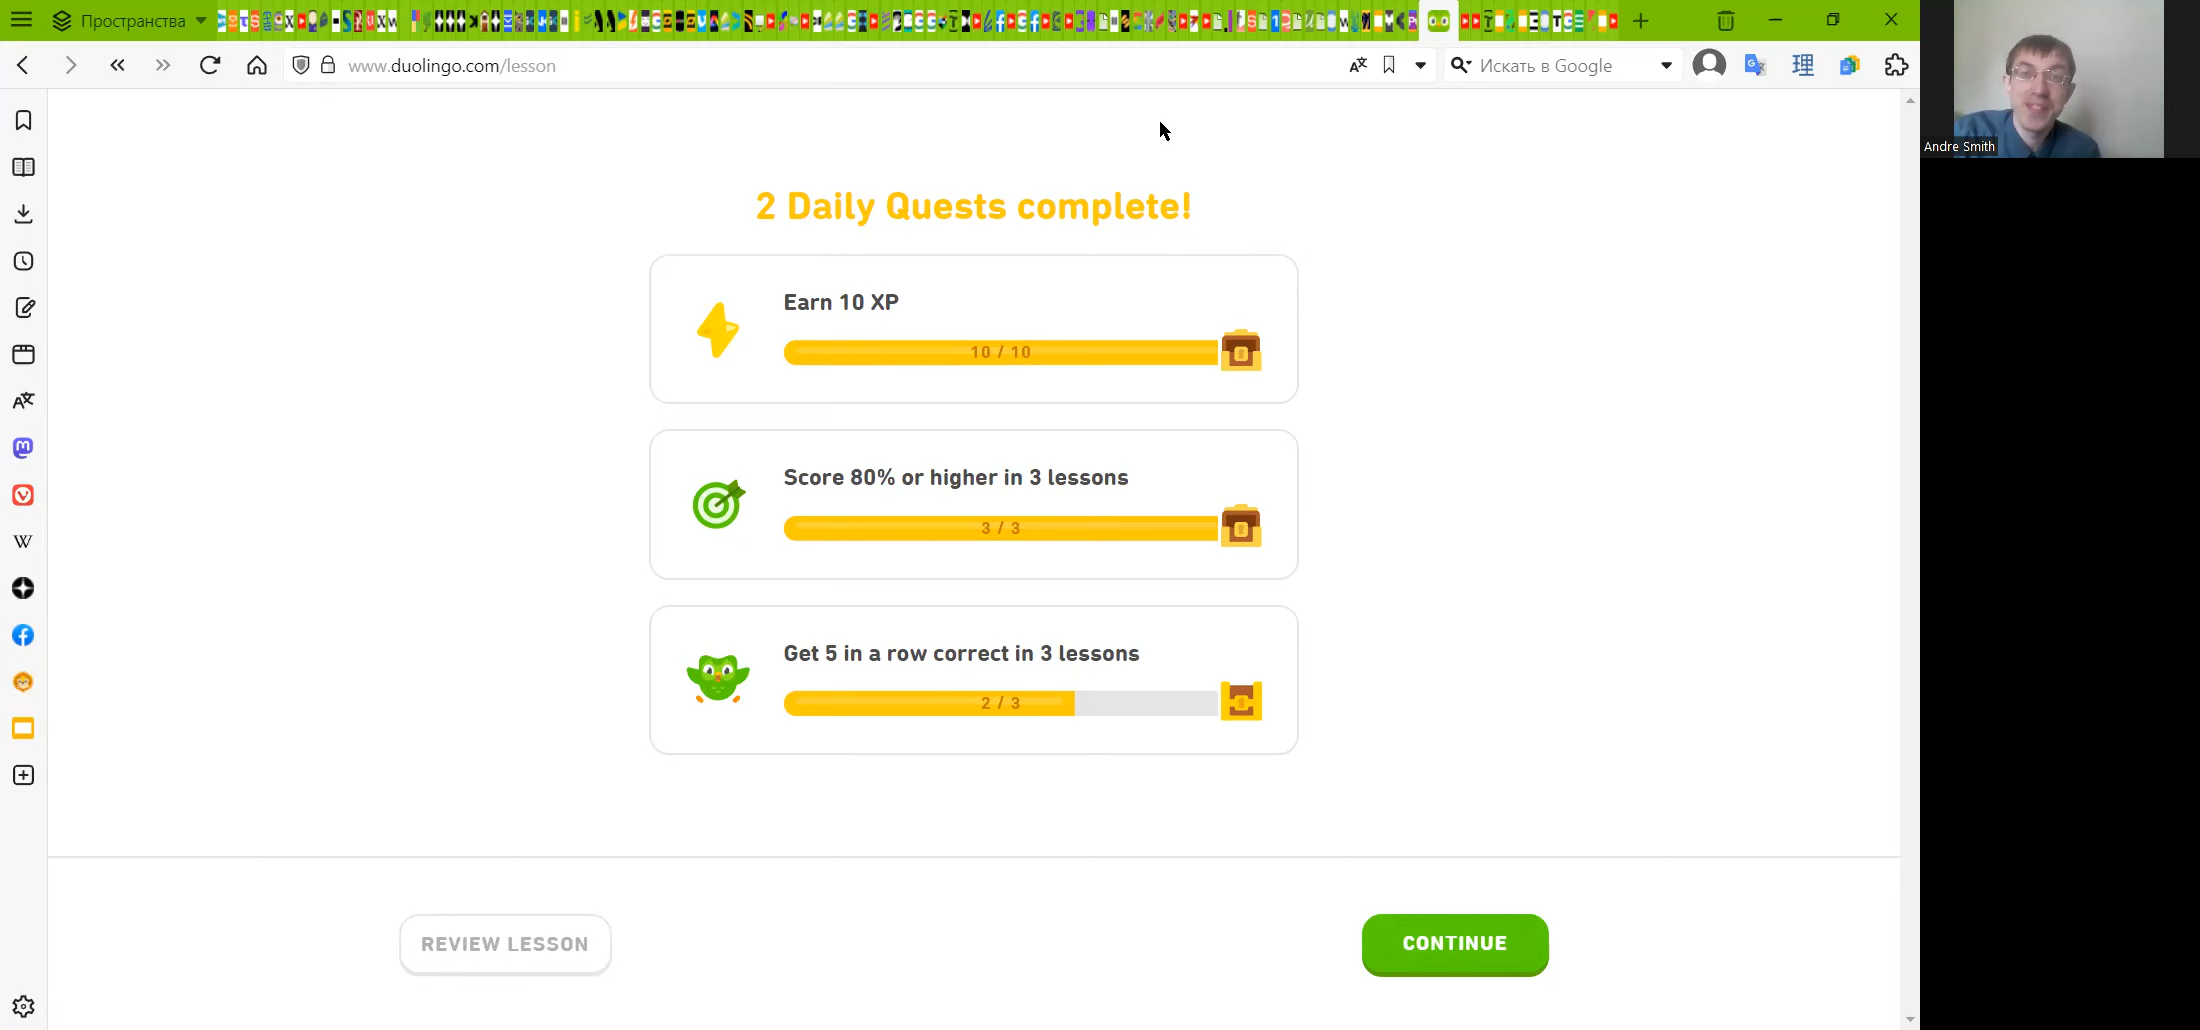 Пространства
www.duolingo.com/lesson
Искать в Google
Andre Smith
2 Daily Quests complete!
Earn 10 XP
10 / 10
Score 80% or higher in 3 lessons
3 / 3
Get 5 in a row correct in 3 lessons
2 / 3
REVIEW LESSON
CONTINUE